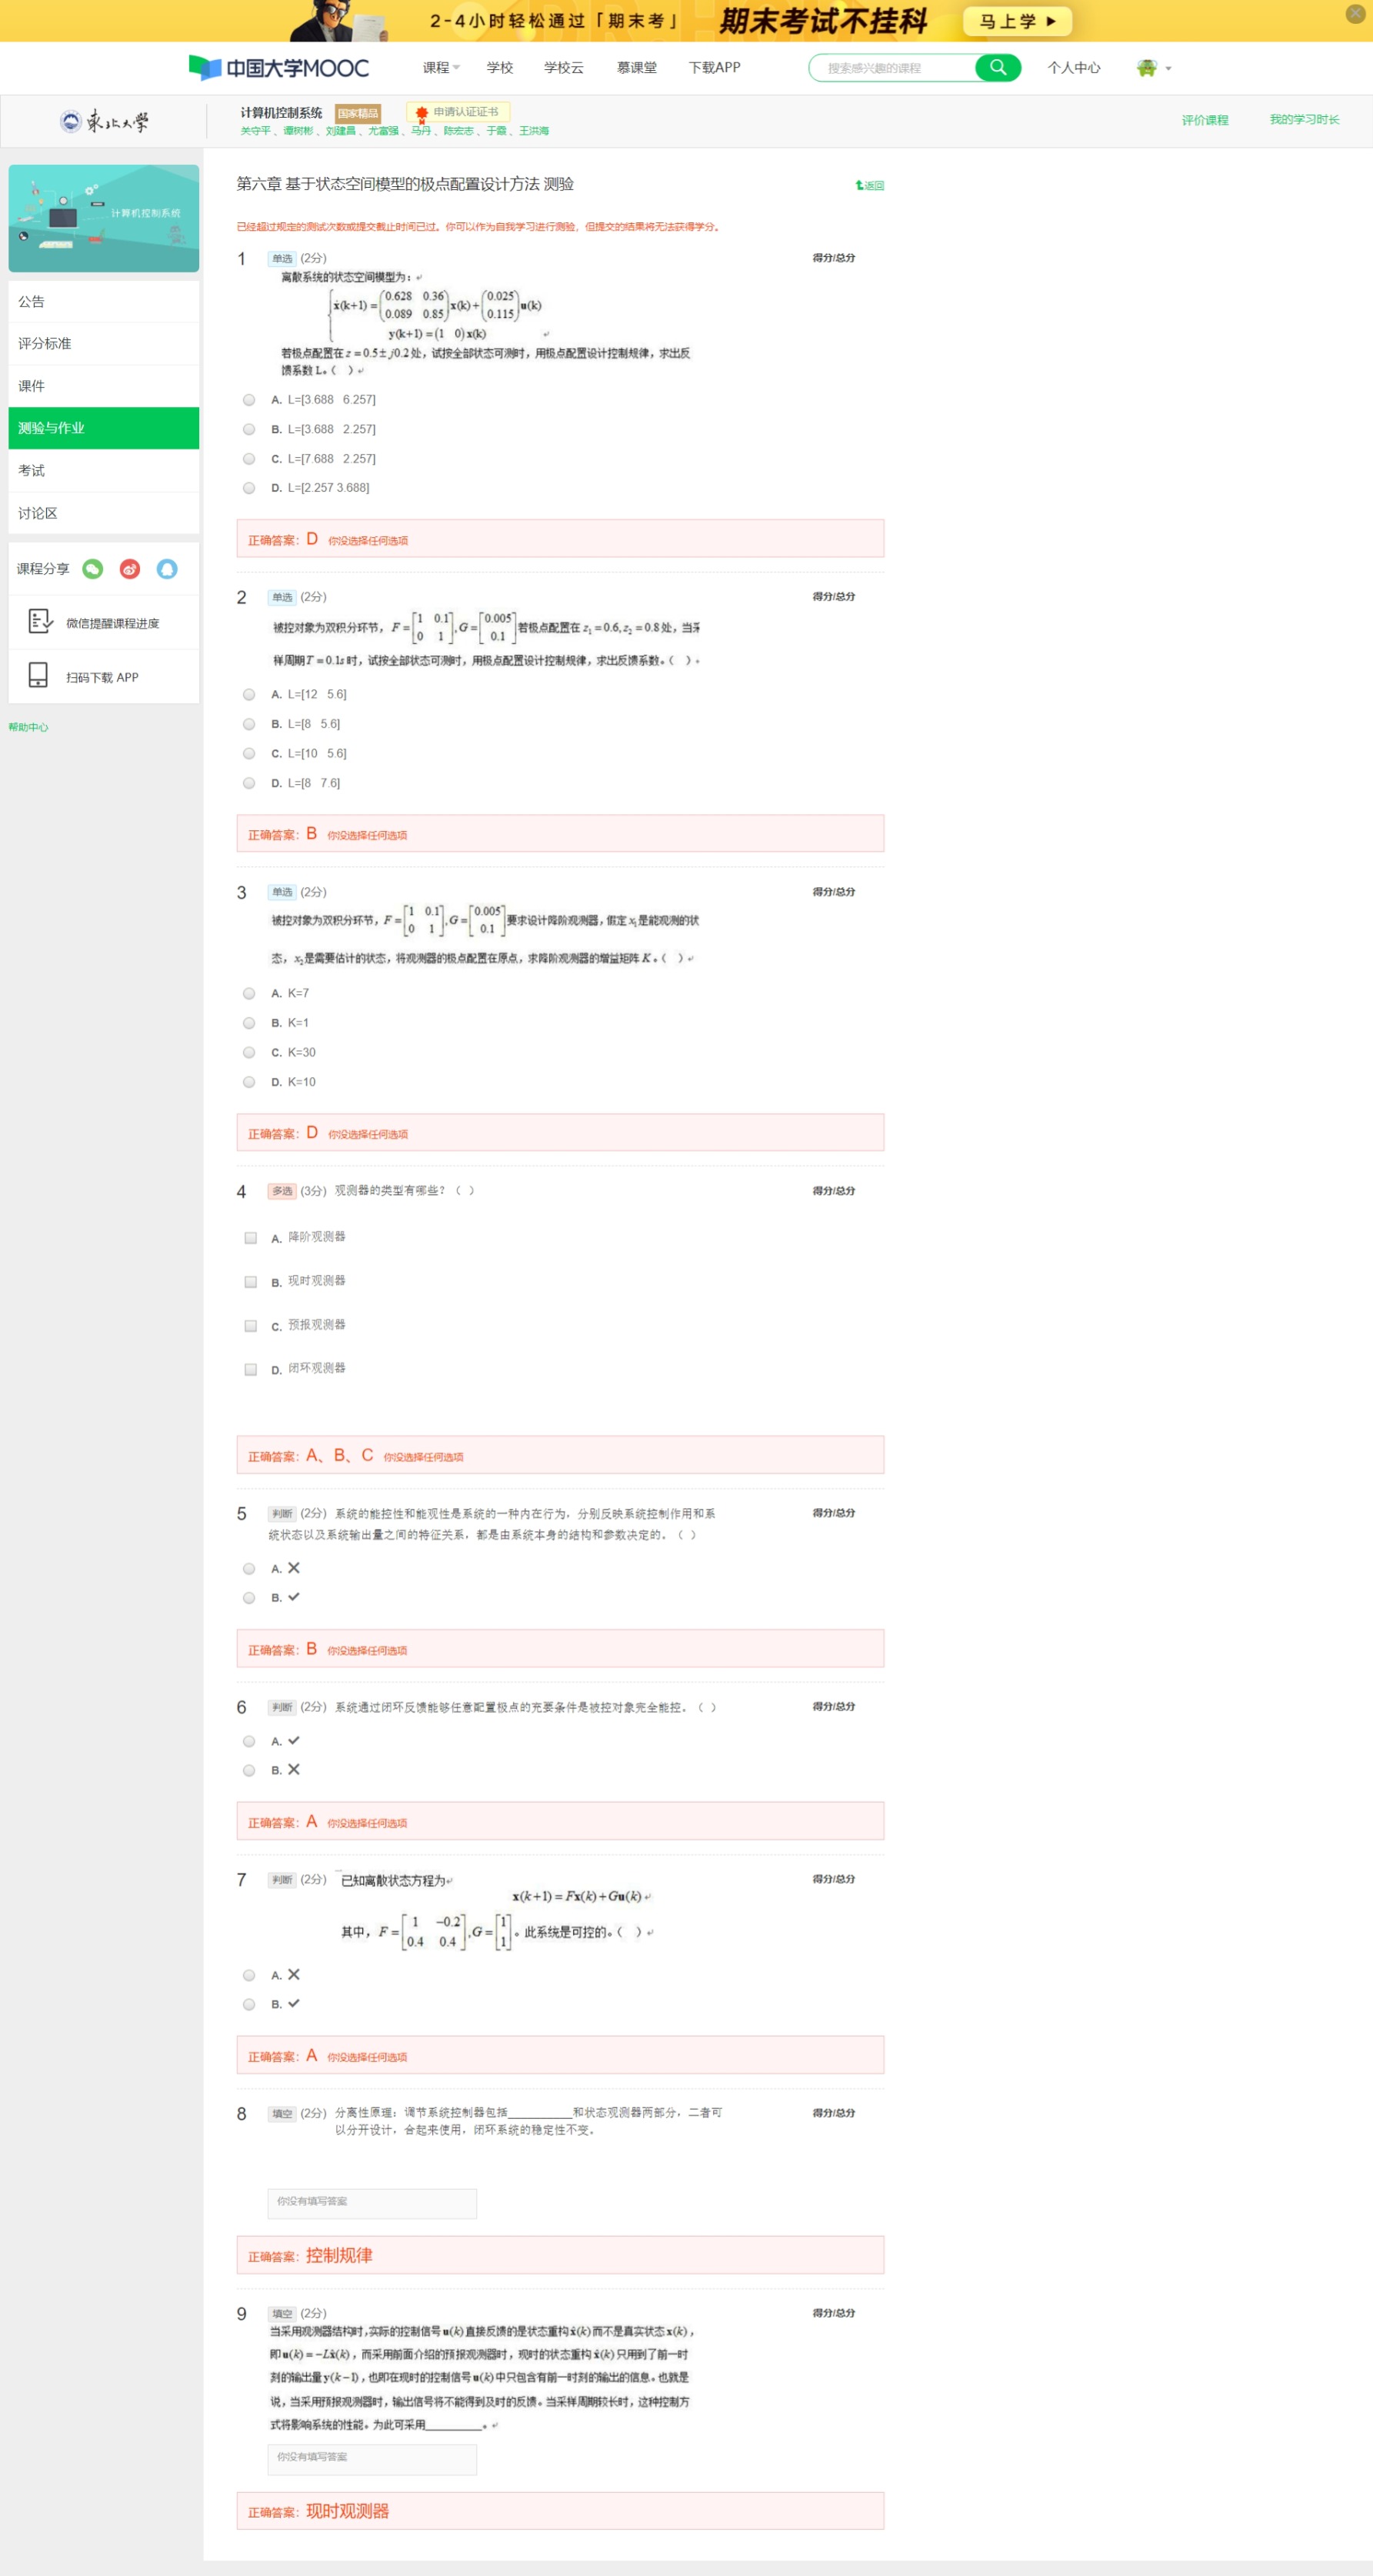 2-4小时轻松通过「期末考」 期末考试不挂科 马上学
中国大学MOOC 课程 学校 学校云 慕课堂 下载APP 搜索感兴趣的课程 个人中心
东北大学
计算机控制系统 国家精品 申请认证证书
关守平 、谭树彬 、刘建昌 、尤富强 、马丹 、陈宏志 、于霞 、王洪海
评价课程 我的学习时长
计算机控制系统
公告
评分标准
课件
测验与作业
考试
讨论区
课程分享
微信提醒课程进度
扫码下载 APP
帮助中心
第六章 基于状态空间模型的极点配置设计方法 测验 返回
已经超过规定的测试次数或提交截止时间已过。你可以作为自我学习进行测验，但提交的结果将无法获得学分。
1 单选 (2分) 得分/总分
离散系统的状态空间模型为：
ẋ(k+1) = (0.628 0.36; 0.089 0.85) x(k) + (0.025; 0.115) u(k)
y(k+1) = (1 0) x(k)
若极点配置在 z = 0.5± j0.2 处，试按全部状态可测时，用极点配置设计控制规律，求出反
馈系数 L。（ ）
A. L=[3.688 6.257]
B. L=[3.688 2.257]
C. L=[7.688 2.257]
D. L=[2.257 3.688]
正确答案：D 你没选择任何选项
2 单选 (2分) 得分/总分
被控对象为双积分环节，F = [1 0.1; 0 1], G = [0.005; 0.1] 若极点配置在 z₁ = 0.6, z₂ = 0.8 处，当采
样周期 T = 0.1s 时，试按全部状态可测时，用极点配置设计控制规律，求出反馈系数。（ ）。
A. L=[12 5.6]
B. L=[8 5.6]
C. L=[10 5.6]
D. L=[8 7.6]
正确答案：B 你没选择任何选项
3 单选 (2分) 得分/总分
被控对象为双积分环节，F = [1 0.1; 0 1], G = [0.005; 0.1] 要求设计降阶观测器，假定 x₁ 是能观测的状
态，x₂ 是需要估计的状态，将观测器的极点配置在原点，求降阶观测器的增益矩阵 K 。（ ）
A. K=7
B. K=1
C. K=30
D. K=10
正确答案：D 你没选择任何选项
4 多选 (3分) 观测器的类型有哪些？（ ） 得分/总分
A. 降阶观测器
B. 现时观测器
C. 预报观测器
D. 闭环观测器
正确答案：A、B、C 你没选择任何选项
5 判断 (2分) 系统的能控性和能观性是系统的一种内在行为，分别反映系统控制作用和系 得分/总分
统状态以及系统输出量之间的特征关系，都是由系统本身的结构和参数决定的。（ ）
A. ✕
B. ✓
正确答案：B 你没选择任何选项
6 判断 (2分) 系统通过闭环反馈能够任意配置极点的充要条件是被控对象完全能控。（ ） 得分/总分
A. ✓
B. ✕
正确答案：A 你没选择任何选项
7 判断 (2分) 已知离散状态方程为 得分/总分
x(k+1) = Fx(k)+Gu(k)
其中，F = [1 −0.2; 0.4 0.4], G = [1; 1] 。此系统是可控的。（ ）
A. ✕
B. ✓
正确答案：A 你没选择任何选项
8 填空 (2分) 分离性原理：调节系统控制器包括__________和状态观测器两部分，二者可 得分/总分
以分开设计，合起来使用，闭环系统的稳定性不变。
你没有填写答案
正确答案：控制规律
9 填空 (2分) 得分/总分
当采用观测器结构时,实际的控制信号 u(k) 直接反馈的是状态重构 x̂(k) 而不是真实状态 x(k)，
即 u(k) = −Lx̂(k)，而采用前面介绍的预报观测器时，现时的状态重构 x̂(k) 只用到了前一时
刻的输出量 y(k−1)，也即在现时的控制信号 u(k) 中只包含有前一时刻的输出的信息。也就是
说，当采用预报观测器时，输出信号将不能得到及时的反馈。当采样周期较长时，这种控制方
式将影响系统的性能。为此可采用__________。
你没有填写答案
正确答案：现时观测器